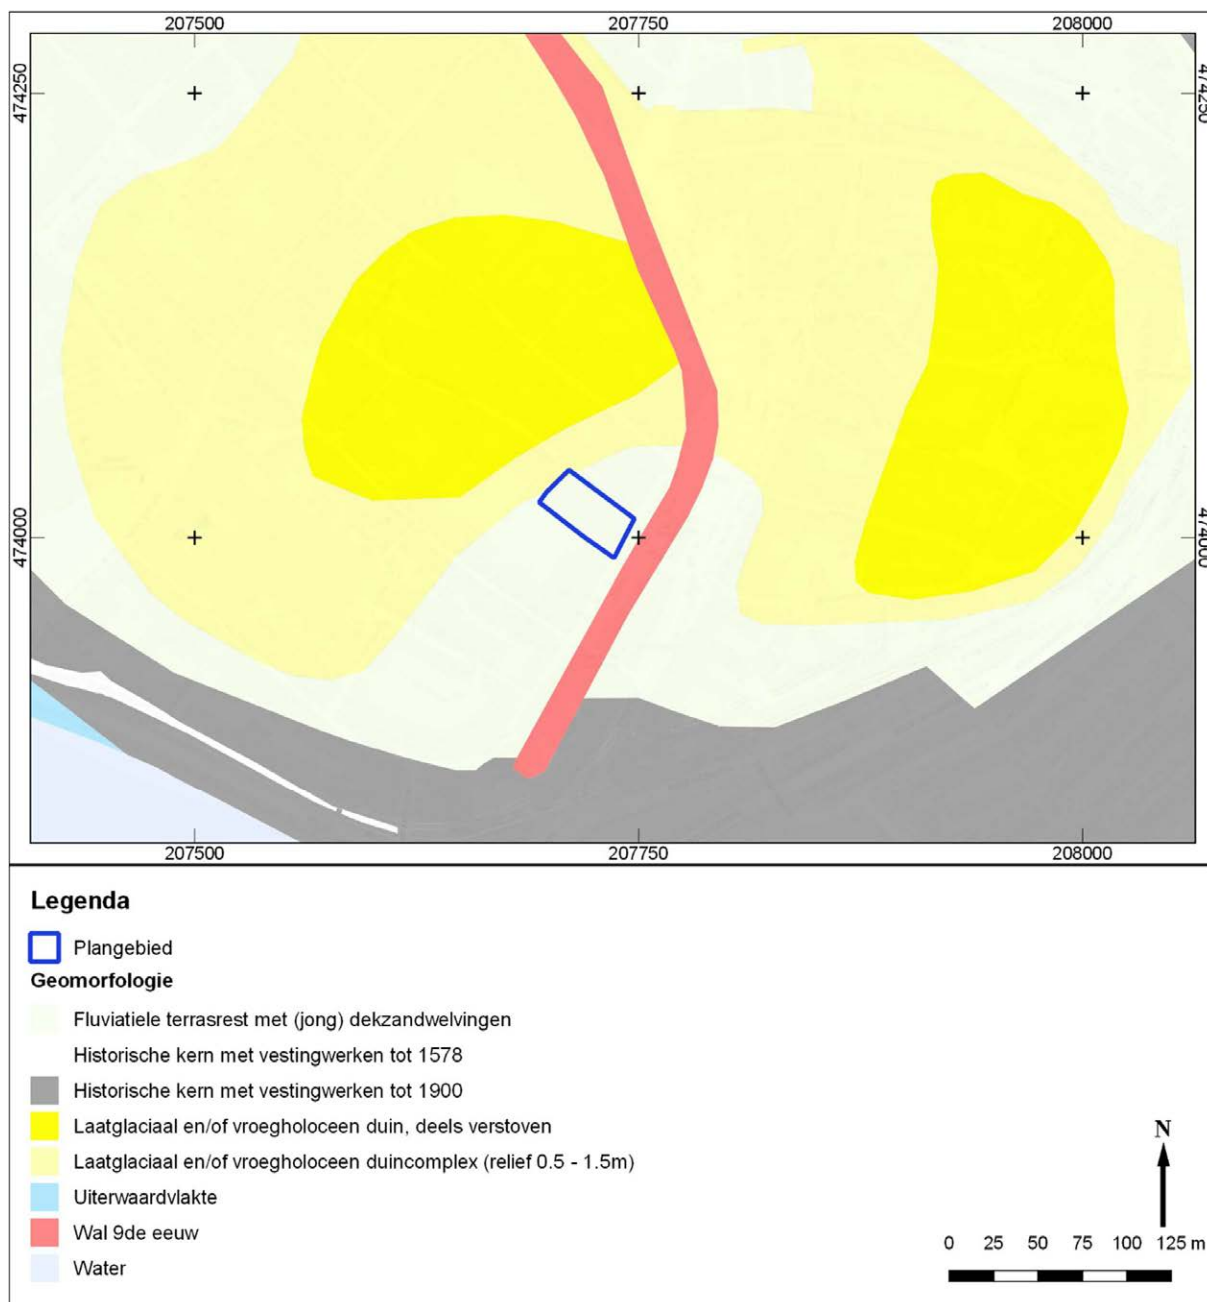 207500 207750 208000
474250 474250
474000 474000
207500 207750 208000
Legenda
Plangebied
Geomorfologie
Fluviatiele terrasrest met (jong) dekzandwelvingen
Historische kern met vestingwerken tot 1578
Historische kern met vestingwerken tot 1900
Laatglaciaal en/of vroegholoceen duin, deels verstoven
Laatglaciaal en/of vroegholoceen duincomplex (relief 0.5 - 1.5m)
Uiterwaardvlakte
Wal 9de eeuw
Water
N
0 25 50 75 100 125 m